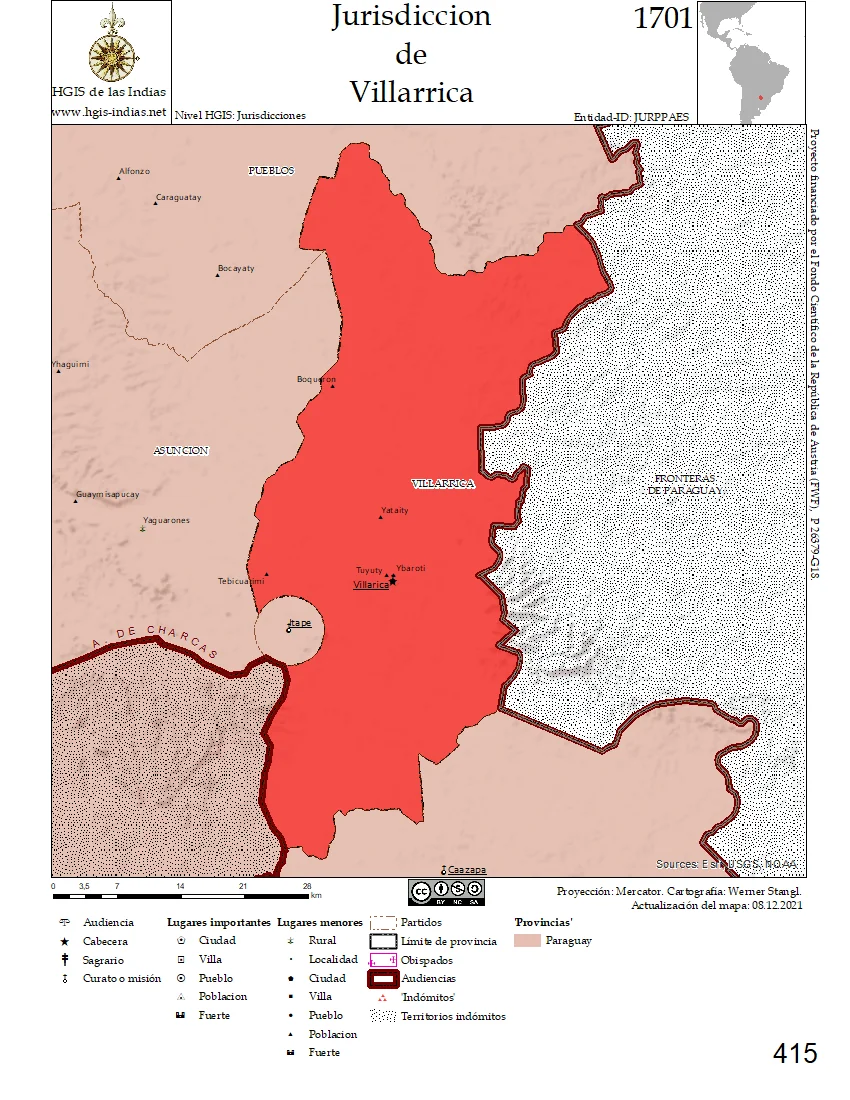 Jurisdiccion
de
Villarrica
1701
HGIS de las Indias
www.hgis-indias.net
Nivel HGIS: Jurisdicciones
Entidad-ID: JURPPAES
Proyecto financiado por el Fondo Científico de la República de Austria (FWF), P 26379-G18.
Alfonzo
PUEBLOS
Caraguatay
Bocayaty
Yhaguimi
Boqueron
ASUNCION
VILLARRICA
FRONTERAS
DE PARAGUAY
Guaymisapucay
Yataity
Yaguarones
Tebicuarimi
Tuyuty
Ybaroti
Villarica
Itape
A. DE CHARCAS
Caazapa
Sources: Esri, USGS, NOAA
0 3,5 7 14 21 28
km
CC BY NC SA
Proyección: Mercator. Cartografía: Werner Stangl.
Actualización del mapa: 08.12.2021
Audiencia
Cabecera
Sagrario
Curato o misión
Lugares importantes
Ciudad
Villa
Pueblo
Poblacion
Fuerte
Lugares menores
Rural
Localidad
Ciudad
Villa
Pueblo
Poblacion
Fuerte
Partidos
Límite de provincia
Obispados
Audiencias
'Indómitos'
Territorios indómitos
'Provincias'
Paraguay
415